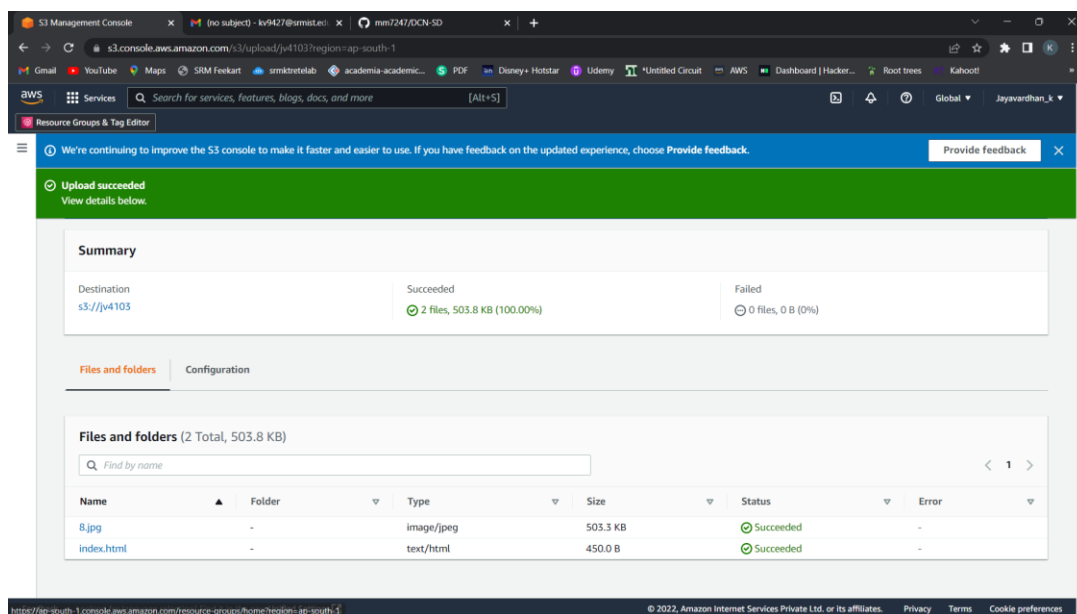 S3 Management Console
(no subject) - kv9427@srmist.edu
mm7247/DCN-SD
s3.console.aws.amazon.com/s3/upload/jv4103?region=ap-south-1
K
Gmail YouTube Maps SRM Feekart srmktretelab academia-academic... PDF Disney+ Hotstar Udemy *Untitled Circuit AWS Dashboard | Hacker... Root trees Kahoot! »
aws Services Search for services, features, blogs, docs, and more [Alt+S] Global Jayavardhan_k
Resource Groups & Tag Editor
We're continuing to improve the S3 console to make it faster and easier to use. If you have feedback on the updated experience, choose Provide feedback. Provide feedback
Upload succeeded
View details below.
Summary
Destination Succeeded Failed
s3://jv4103 2 files, 503.8 KB (100.00%) 0 files, 0 B (0%)
Files and folders Configuration
Files and folders (2 Total, 503.8 KB)
Find by name 1
Name Folder Type Size Status Error
8.jpg - image/jpeg 503.3 KB Succeeded -
index.html - text/html 450.0 B Succeeded -
https://ap-south-1.console.aws.amazon.com/resource-groups/home?region=ap-south-1 © 2022, Amazon Internet Services Private Ltd. or its affiliates. Privacy Terms Cookie preferences